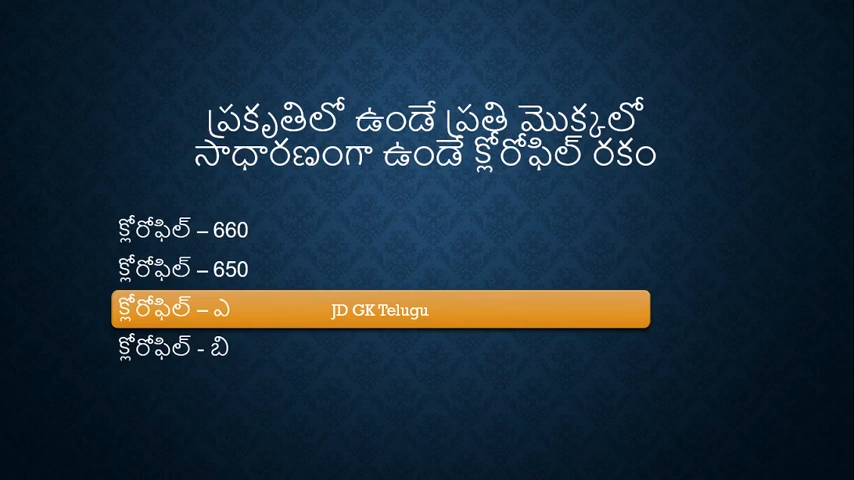 ప్రకృతిలో ఉండే ప్రతి మొక్కలో
సాధారణంగా ఉండే క్లోరోఫిల్ రకం
క్లోరోఫిల్ – 660
క్లోరోఫిల్ – 650
క్లోరోఫిల్ – ఎ JD GK Telugu
క్లోరోఫిల్ - బి